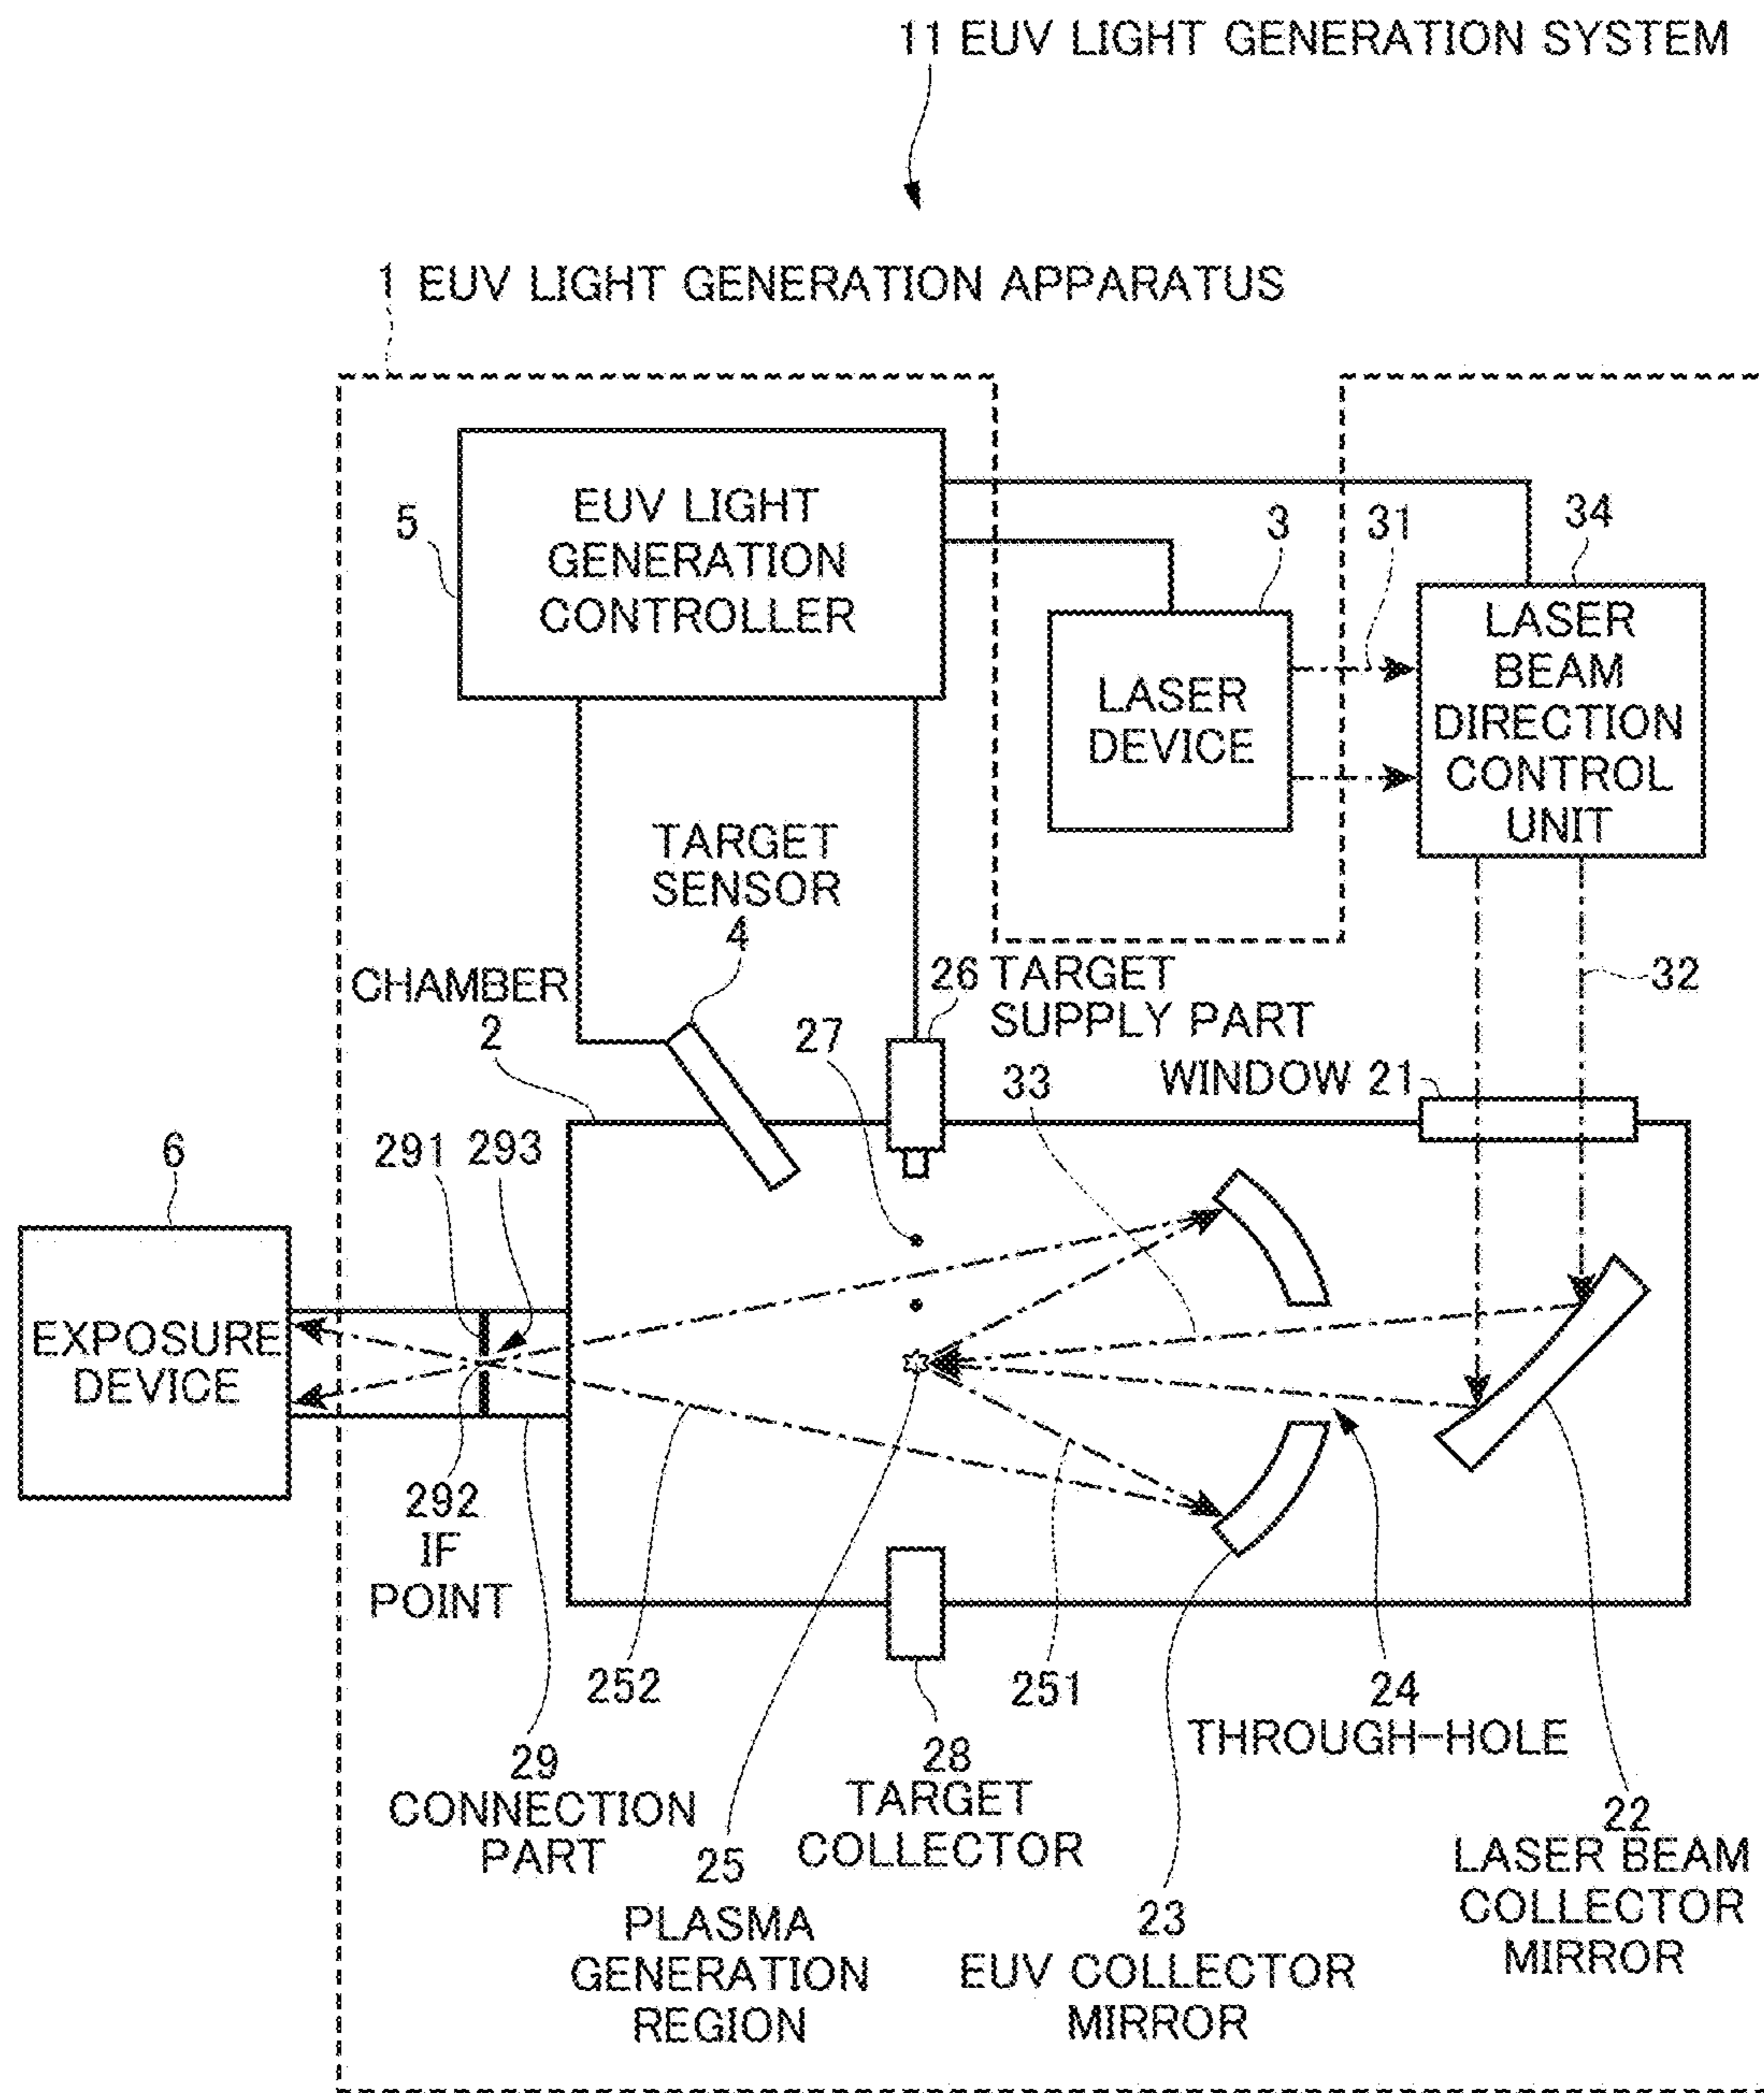 11 EUV LIGHT GENERATION SYSTEM
1 EUV LIGHT GENERATION APPARATUS
5
EUV LIGHT
GENERATION
CONTROLLER
3
31
34
LASER
DEVICE
LASER
BEAM
DIRECTION
CONTROL
UNIT
TARGET
SENSOR
4
CHAMBER
2
26 TARGET
SUPPLY PART
32
27
33
WINDOW 21
6
291
293
EXPOSURE
DEVICE
292
IF
POINT
252
251
24
THROUGH-HOLE
29
CONNECTION
PART
28
TARGET
COLLECTOR
25
PLASMA
GENERATION
REGION
23
EUV COLLECTOR
MIRROR
22
LASER BEAM
COLLECTOR
MIRROR